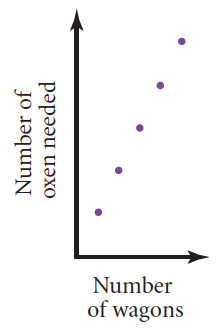 Number of
oxen needed
Number
of wagons